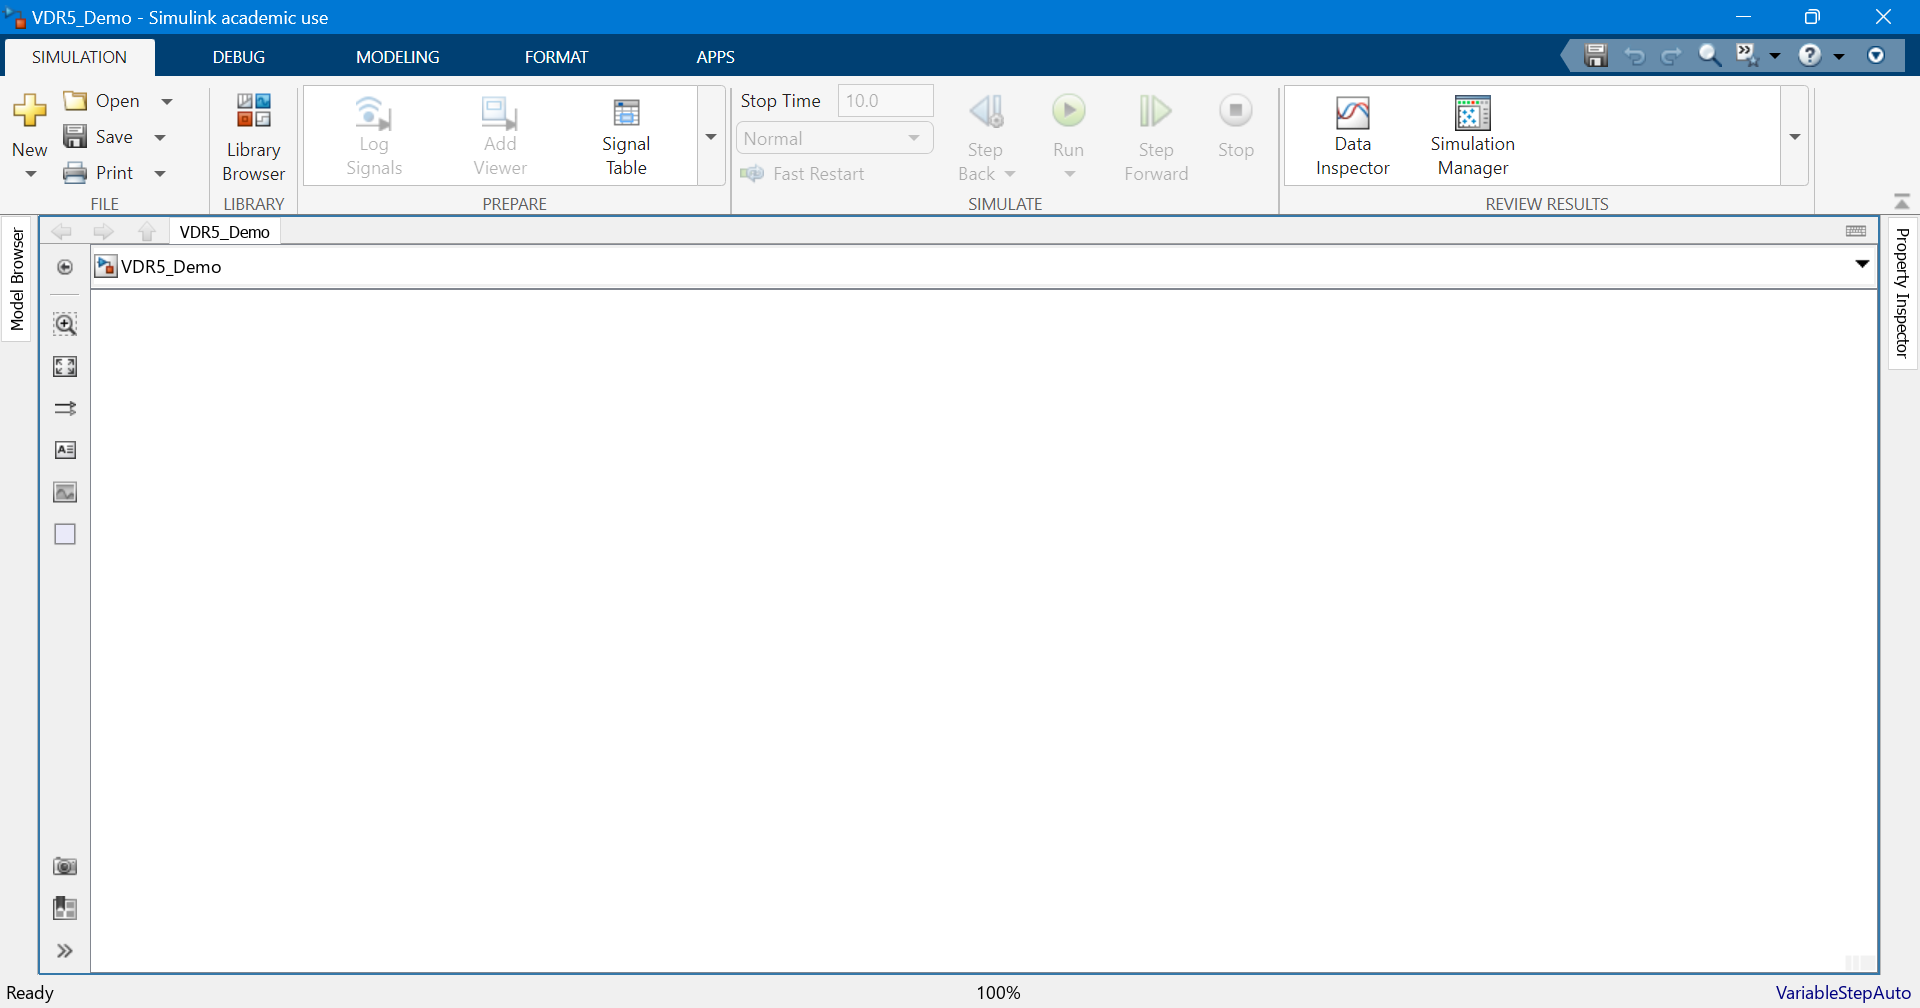 VDR5_Demo - Simulink academic use
SIMULATION DEBUG MODELING FORMAT APPS
New
Open
Save
Print
FILE
Library
Browser
LIBRARY
Log
Signals
Add
Viewer
Signal
Table
PREPARE
Stop Time 10.0
Normal
Fast Restart
Step
Back
Run
Step
Forward
Stop
SIMULATE
Data
Inspector
Simulation
Manager
REVIEW RESULTS
Model Browser
VDR5_Demo
VDR5_Demo
Property Inspector
Ready 100% VariableStepAuto